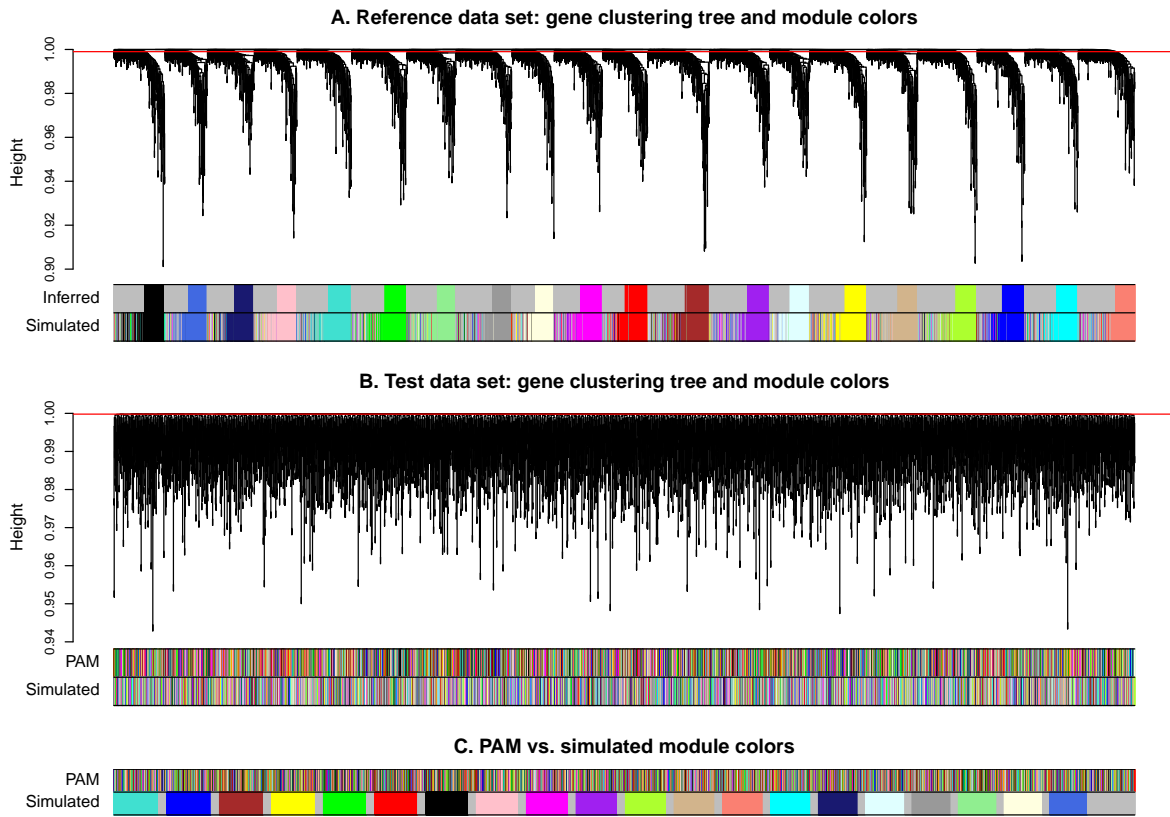 A. Reference data set: gene clustering tree and module colors
Height
1.00
0.98
0.96
0.94
0.92
0.90
Inferred
Simulated
B. Test data set: gene clustering tree and module colors
Height
1.00
0.99
0.98
0.97
0.96
0.95
0.94
PAM
Simulated
C. PAM vs. simulated module colors
PAM
Simulated